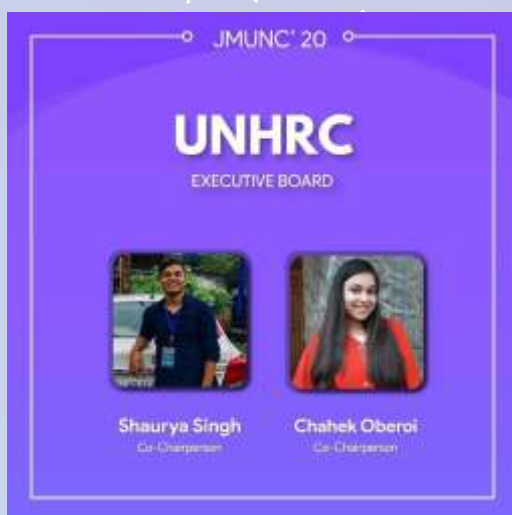 JMUNC' 20
UNHRC
EXECUTIVE BOARD
Shaurya Singh
Co-Chairperson
Chahek Oberoi
Co-Chairperson